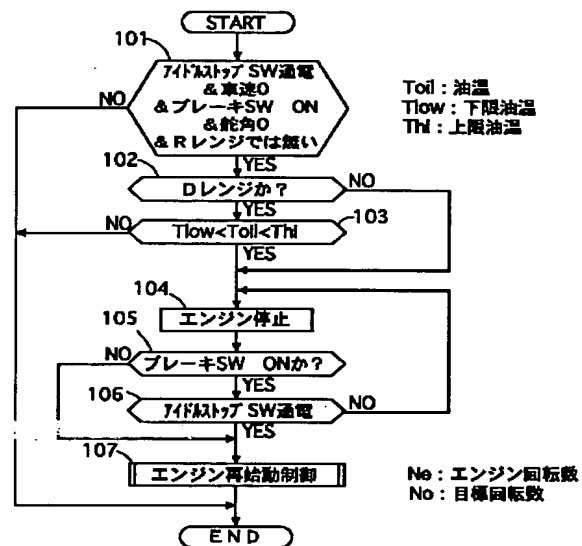 START
101
アイドルストップ SW通電
&車速0
NO
&ブレーキSW ON
&舵角0
&Rレンジでは無い
Toil:油温
Tlow:下限油温
Thi:上限油温
YES
102
Dレンジか?
NO
YES
103
NO
Tlow<Toil<Thi
YES
104
エンジン停止
105
NO
ブレーキSW ONか?
YES
106
アイドルストップ SW通電
NO
YES
107
エンジン再始動制御
Ne:エンジン回転数
No:目標回転数
END